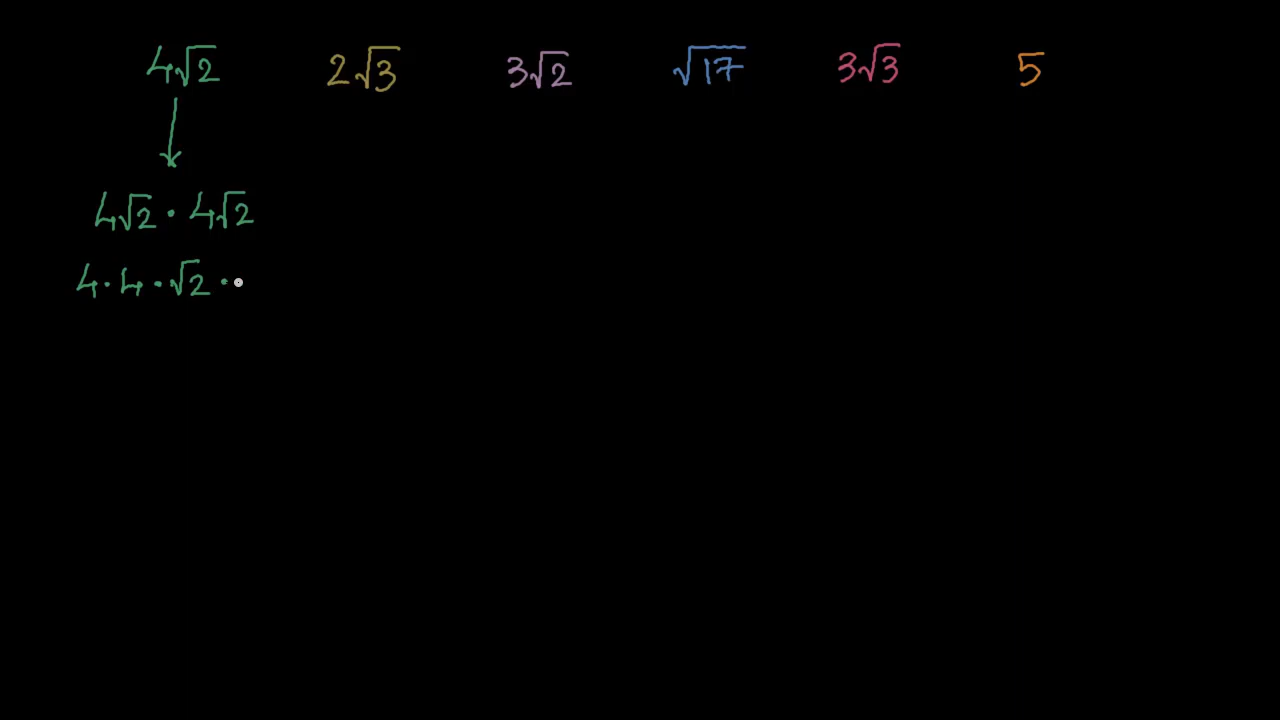 4√2 2√3 3√2 √17 3√3 5
4√2 · 4√2
4 · 4 · √2 ·